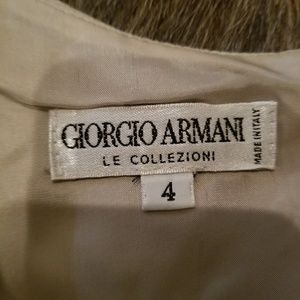 GIORGIO ARMANI
LE COLLEZIONI
MADE IN ITALY
4